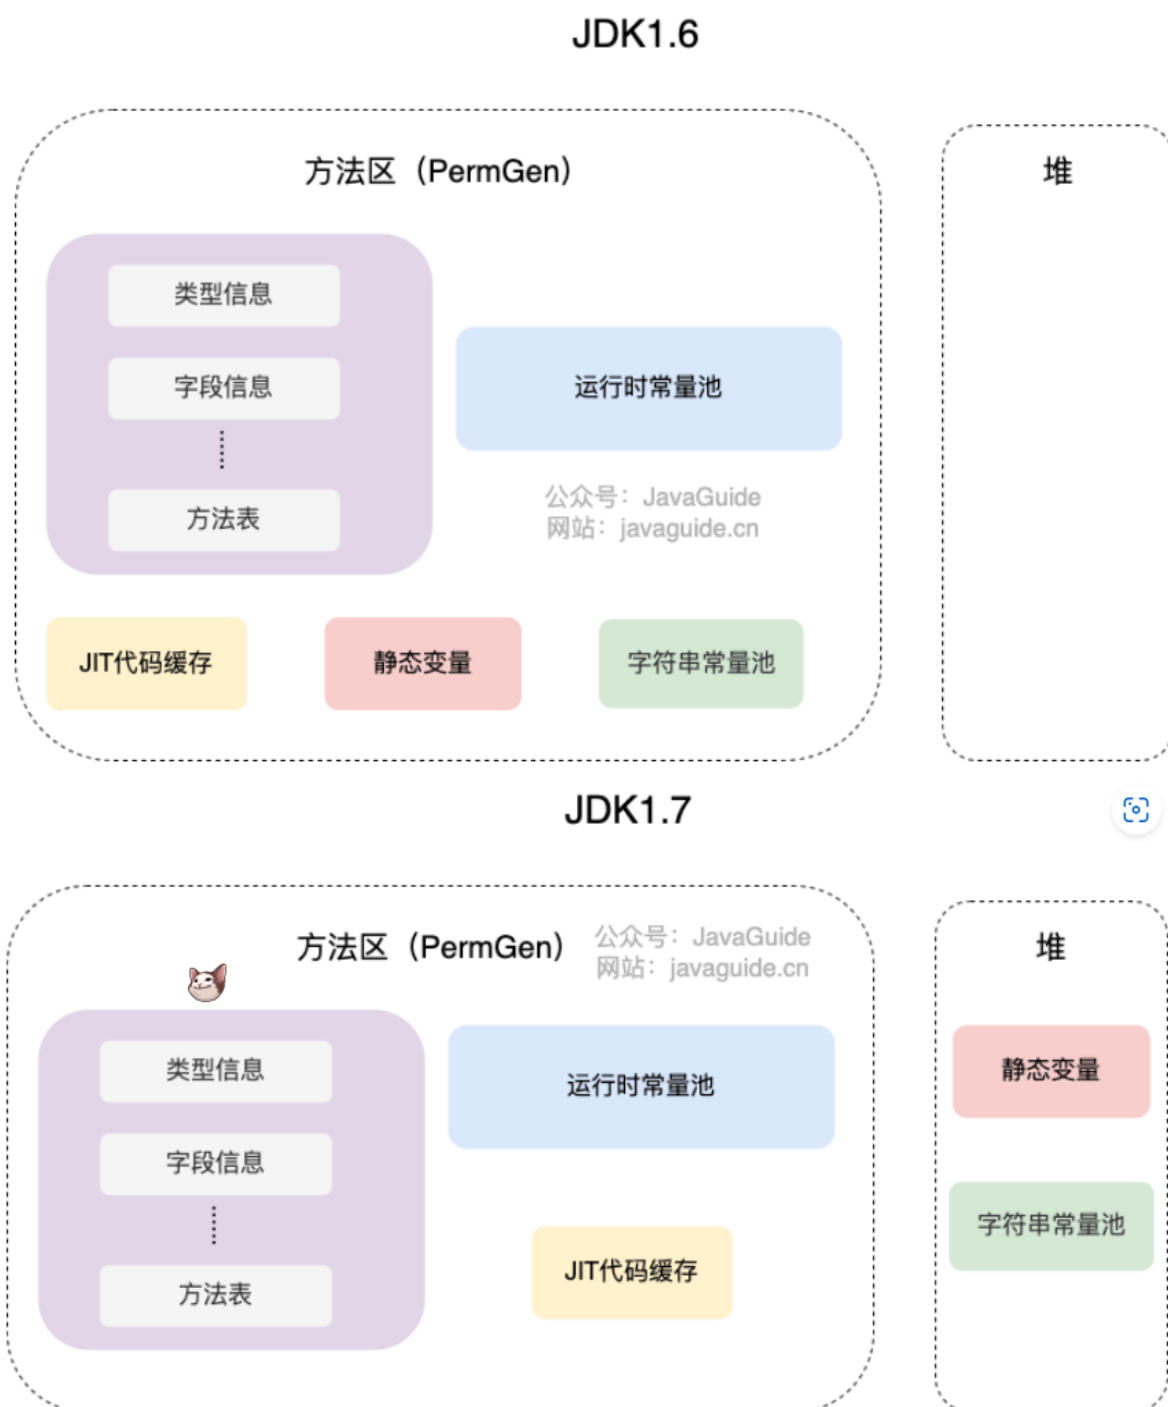 JDK1.6
方法区（PermGen）
堆
类型信息
字段信息
运行时常量池
方法表
公众号：JavaGuide
网站：javaguide.cn
JIT代码缓存
静态变量
字符串常量池
JDK1.7
方法区（PermGen）
公众号：JavaGuide
网站：javaguide.cn
堆
类型信息
字段信息
方法表
运行时常量池
JIT代码缓存
静态变量
字符串常量池